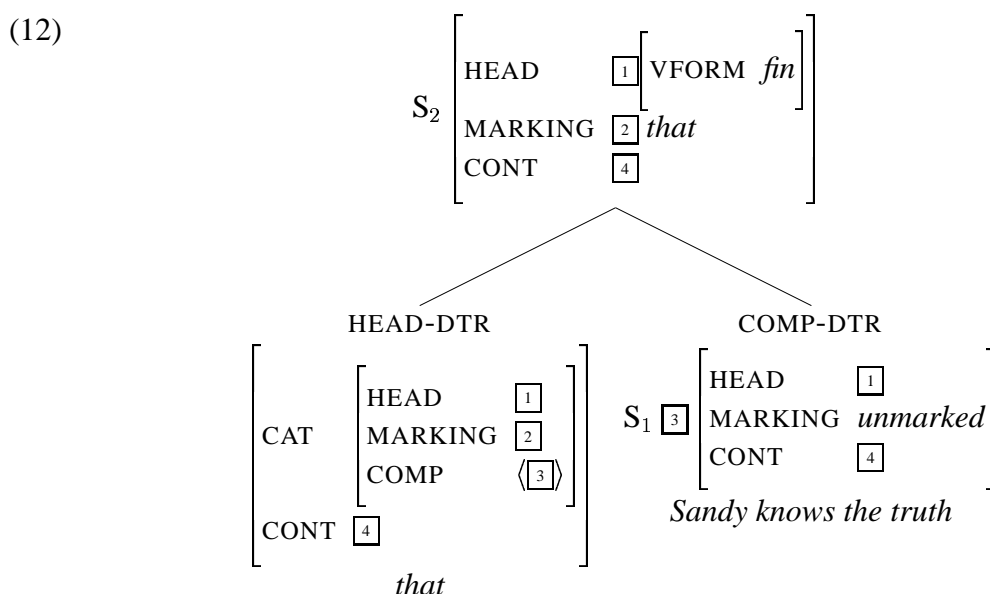 (12)
S2 HEAD 1 [VFORM fin]
MARKING 2 that
CONT 4
HEAD-DTR COMP-DTR
CAT HEAD 1
MARKING 2
COMP ⟨3⟩
CONT 4
that
S1 3 HEAD 1
MARKING unmarked
CONT 4
Sandy knows the truth